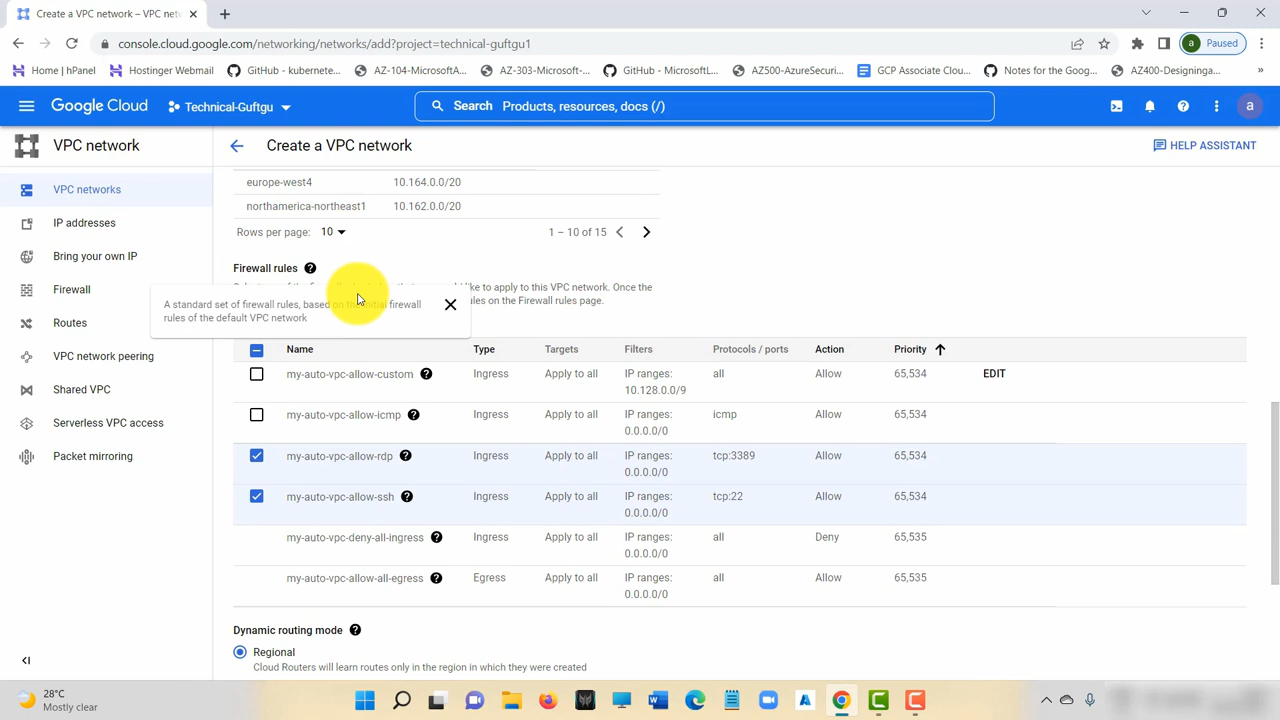 Create a VPC network – VPC net
console.cloud.google.com/networking/networks/add?project=technical-guftgu1
a Paused
Home | hPanel
Hostinger Webmail
GitHub - kubernete...
AZ-104-MicrosoftA...
AZ-303-Microsoft-...
GitHub - MicrosoftL...
AZ500-AzureSecuri...
GCP Associate Clou...
Notes for the Goog...
AZ400-Designinga...
»
Google Cloud
Technical-Guftgu
Search Products, resources, docs (/)
a
VPC network
Create a VPC network
HELP ASSISTANT
VPC networks
IP addresses
Bring your own IP
Firewall
Routes
VPC network peering
Shared VPC
Serverless VPC access
Packet mirroring
europe-west4 10.164.0.0/20
northamerica-northeast1 10.162.0.0/20
Rows per page: 10 1 – 10 of 15
Firewall rules
like to apply to this VPC network. Once the
rules on the Firewall rules page.
A standard set of firewall rules, based on the initial firewall
rules of the default VPC network
Name Type Targets Filters Protocols / ports Action Priority
my-auto-vpc-allow-custom Ingress Apply to all IP ranges: all Allow 65,534 EDIT
10.128.0.0/9
my-auto-vpc-allow-icmp Ingress Apply to all IP ranges: icmp Allow 65,534
0.0.0.0/0
my-auto-vpc-allow-rdp Ingress Apply to all IP ranges: tcp:3389 Allow 65,534
0.0.0.0/0
my-auto-vpc-allow-ssh Ingress Apply to all IP ranges: tcp:22 Allow 65,534
0.0.0.0/0
my-auto-vpc-deny-all-ingress Ingress Apply to all IP ranges: all Deny 65,535
0.0.0.0/0
my-auto-vpc-allow-all-egress Egress Apply to all IP ranges: all Allow 65,535
0.0.0.0/0
Dynamic routing mode
Regional
Cloud Routers will learn routes only in the region in which they were created
28°C
Mostly clear